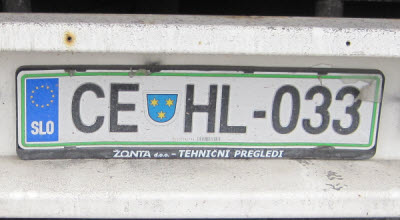 CE HL-033
SLO
ŽONTA d.o.o. - TEHNIČNI PREGLEDI